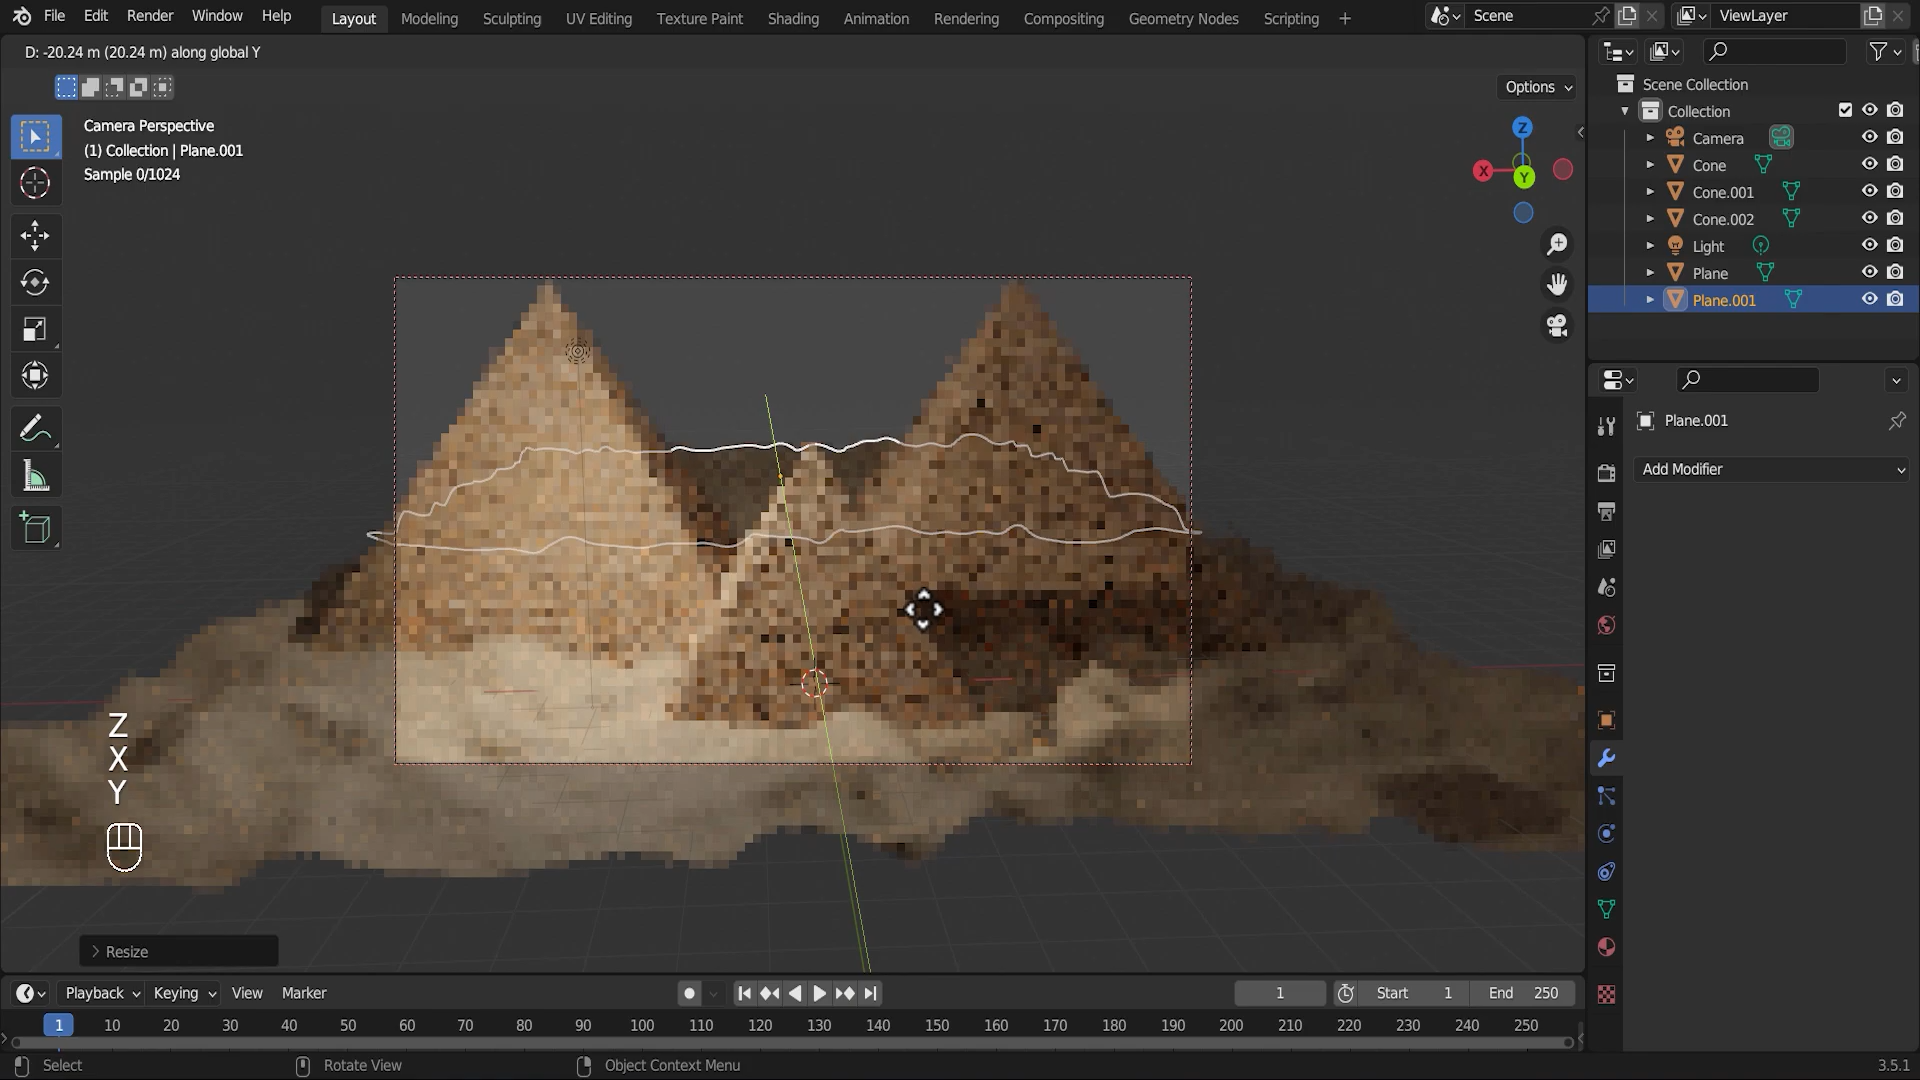 File Edit Render Window Help Layout Modeling Sculpting UV Editing Texture Paint Shading Animation Rendering Compositing Geometry Nodes Scripting + Scene ViewLayer
D: -20.24 m (20.24 m) along global Y
Options
Camera Perspective
(1) Collection | Plane.001
Sample 0/1024
Z
X
Y
Scene Collection
Collection
Camera
Cone
Cone.001
Cone.002
Light
Plane
Plane.001
Plane.001
Add Modifier
Z
X
Y
Resize
Playback Keying View Marker 1 Start 1 End 250
1 10 20 30 40 50 60 70 80 90 100 110 120 130 140 150 160 170 180 190 200 210 220 230 240 250
Select Rotate View Object Context Menu 3.5.1